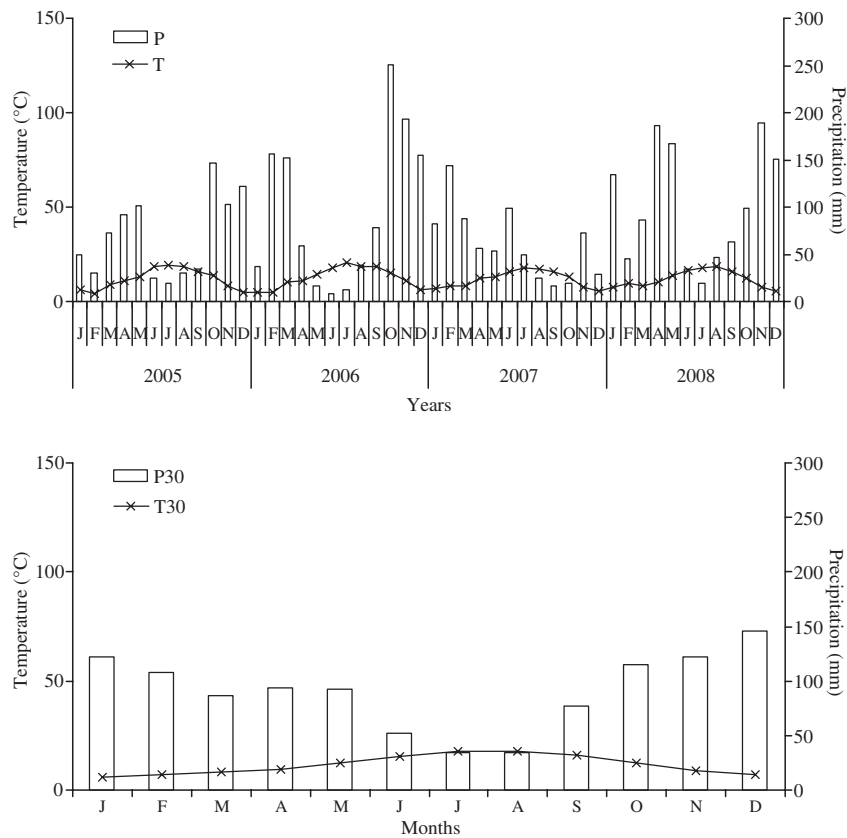 150
300
P
T
250
100
200
150
50
100
50
0
0
Temperature (°C)
Precipitation (mm)
J F M A M J J A S O N D J F M A M J J A S O N D J F M A M J J A S O N D J F M A M J J A S O N D
2005 2006 2007 2008
Years
150
300
P30
T30
250
100
200
150
50
100
50
0
0
Temperature (°C)
Precipitation (mm)
J F M A M J J A S O N D
Months